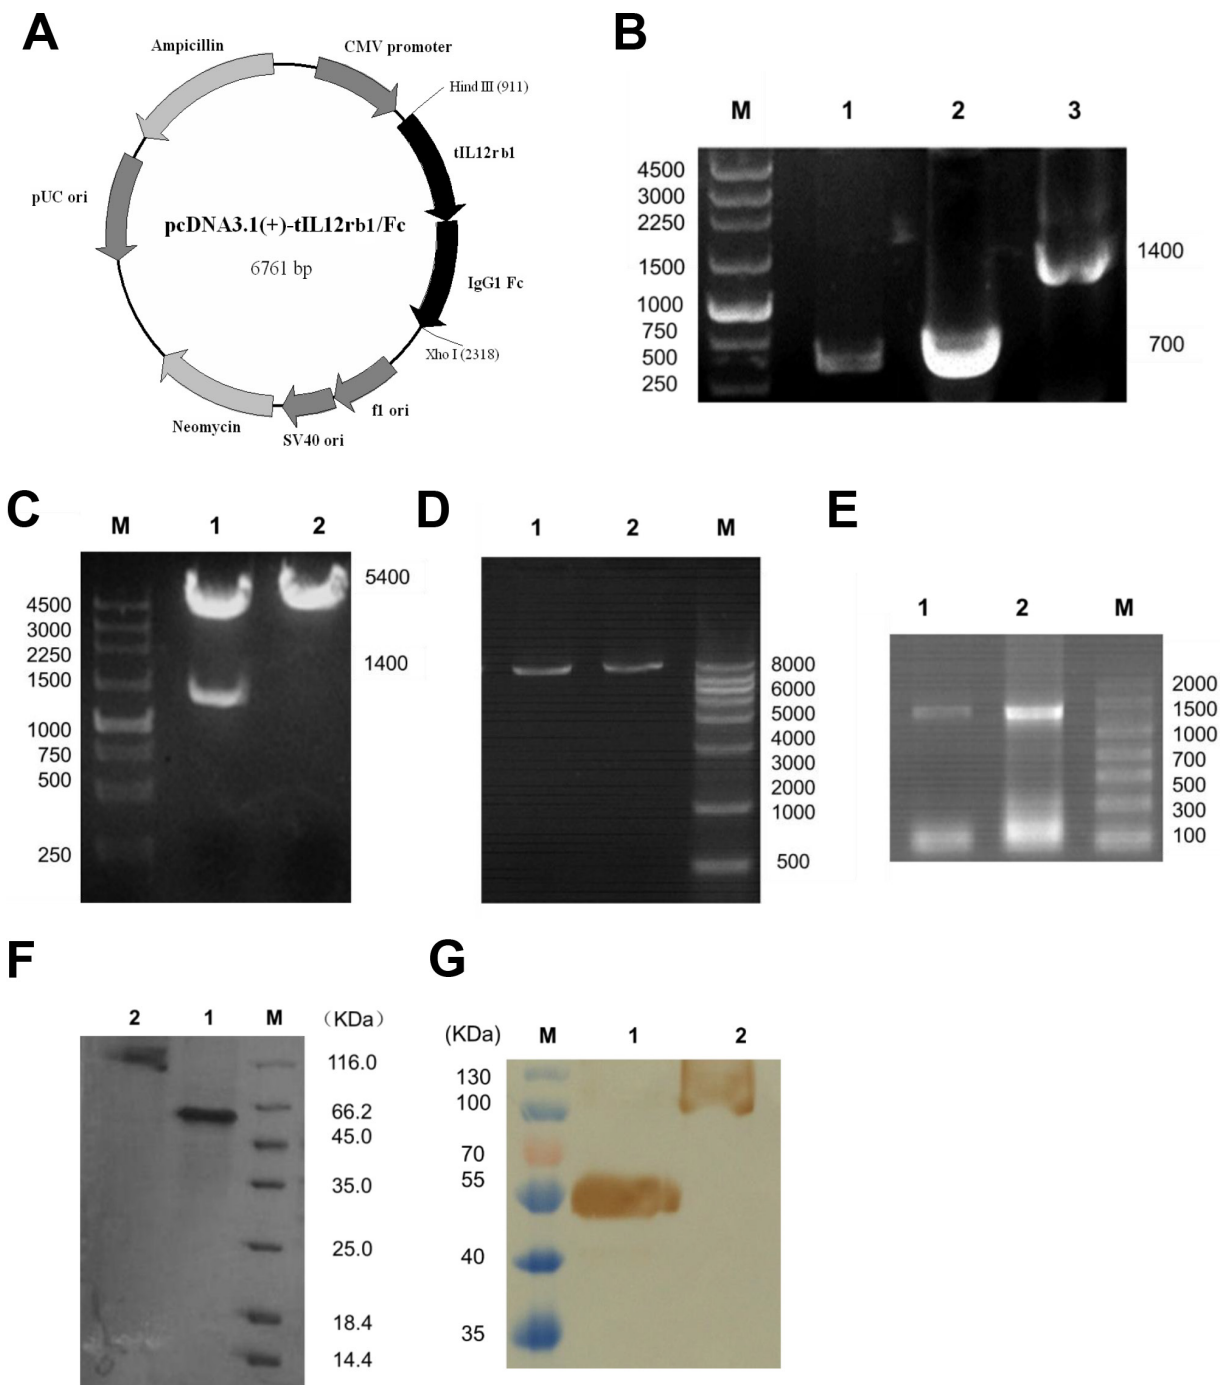 A
Ampicillin
CMV promoter
Hind III (911)
tIL12rb1
pUC ori
pcDNA3.1(+)-tIL12rb1/Fc
6761 bp
IgG1 Fc
Xho I (2318)
f1 ori
Neomycin
SV40 ori
B
M 1 2 3
4500
3000
2250
1500
1000
750
500
250
1400
700
C
M 1 2
4500
3000
2250
1500
1000
750
500
250
5400
1400
D
1 2 M
8000
6000
5000
4000
3000
2000
1000
500
E
1 2 M
2000
1500
1000
700
500
300
100
F
2 1 M (KDa)
116.0
66.2
45.0
35.0
25.0
18.4
14.4
G
(KDa) M 1 2
130
100
70
55
40
35